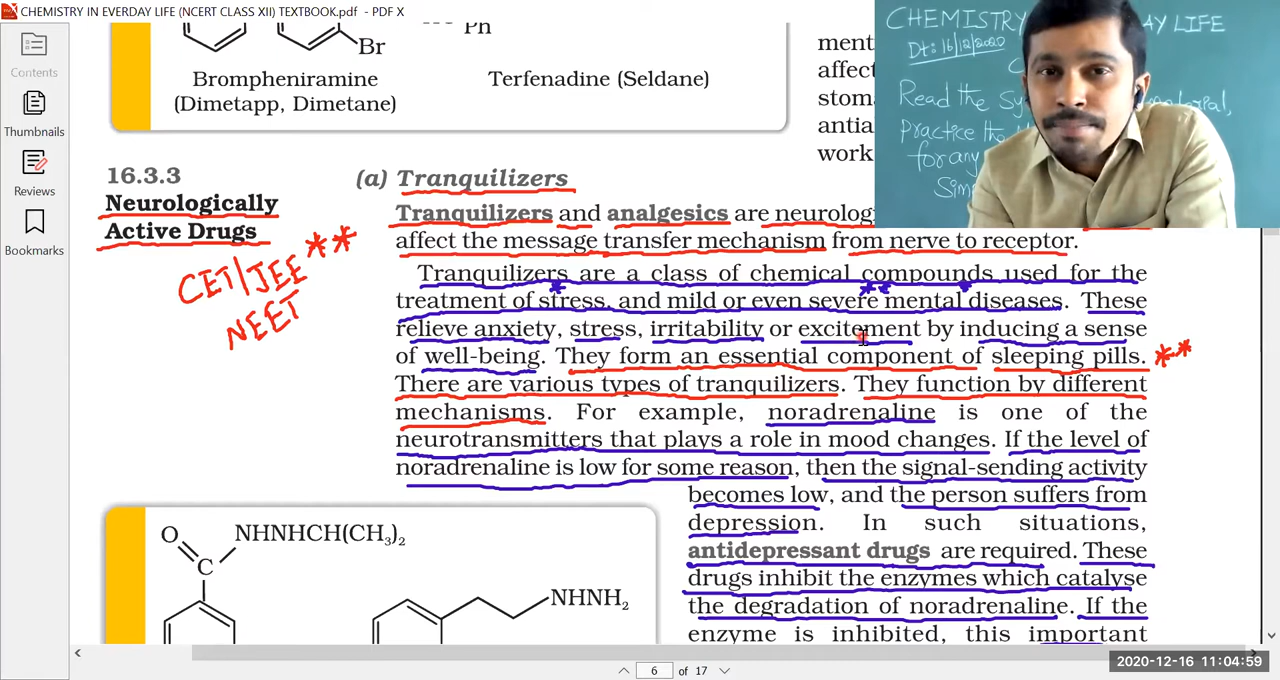 CHEMISTRY IN EVERDAY LIFE (NCERT CLASS XII) TEXTBOOK.pdf - PDF X
Contents
Thumbnails
Reviews
Bookmarks
Br
Ph
Brompheniramine
(Dimetapp, Dimetane)
Terfenadine (Seldane)
ment
affect
stom
antia
work
CHEMISTRY
AY LIFE
Dt: 16/12/2020
Read the Sy
material,
practice the
for any
Sim
16.3.3
Neurologically
Active Drugs
CET/JEE **
NEET
(a) Tranquilizers
Tranquilizers and analgesics are neurologi
affect the message transfer mechanism from nerve to receptor.
Tranquilizers are a class of chemical compounds used for the
treatment of stress, and mild or even severe mental diseases. These
relieve anxiety, stress, irritability or excitement by inducing a sense
of well-being. They form an essential component of sleeping pills. **
There are various types of tranquilizers. They function by different
mechanisms. For example, noradrenaline is one of the
neurotransmitters that plays a role in mood changes. If the level of
noradrenaline is low for some reason, then the signal-sending activity
becomes low, and the person suffers from
depression. In such situations,
antidepressant drugs are required. These
drugs inhibit the enzymes which catalyse
the degradation of noradrenaline. If the
enzyme is inhibited, this important
O
NHNHCH(CH3)2
C
NHNH2
6 of 17
2020-12-16 11:04:59